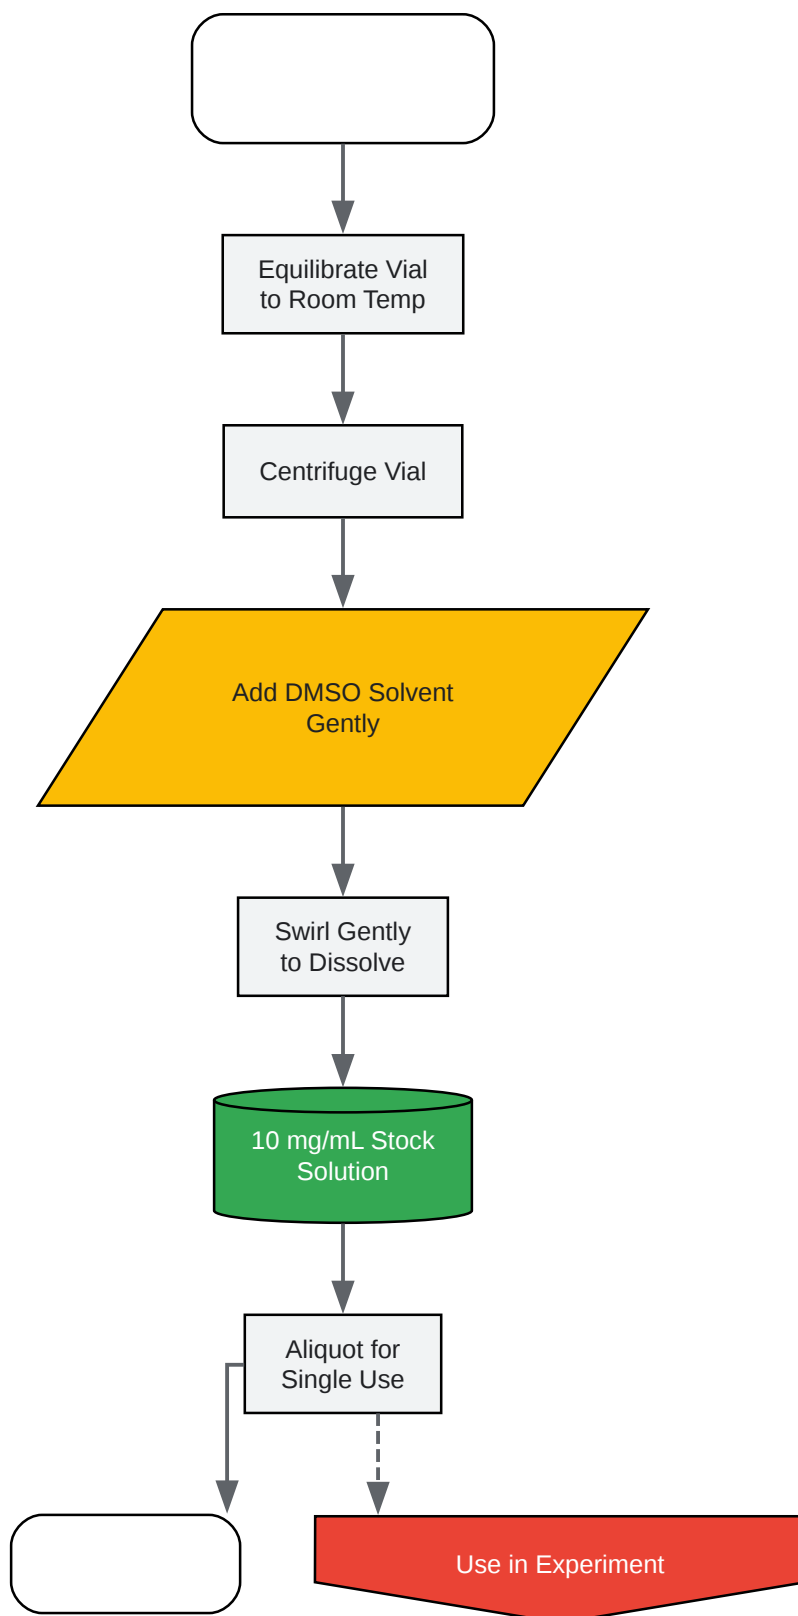 Equilibrate Vial
to Room Temp
Centrifuge Vial
Add DMSO Solvent
Gently
Swirl Gently
to Dissolve
10 mg/mL Stock
Solution
Aliquot for
Single Use
Use in Experiment